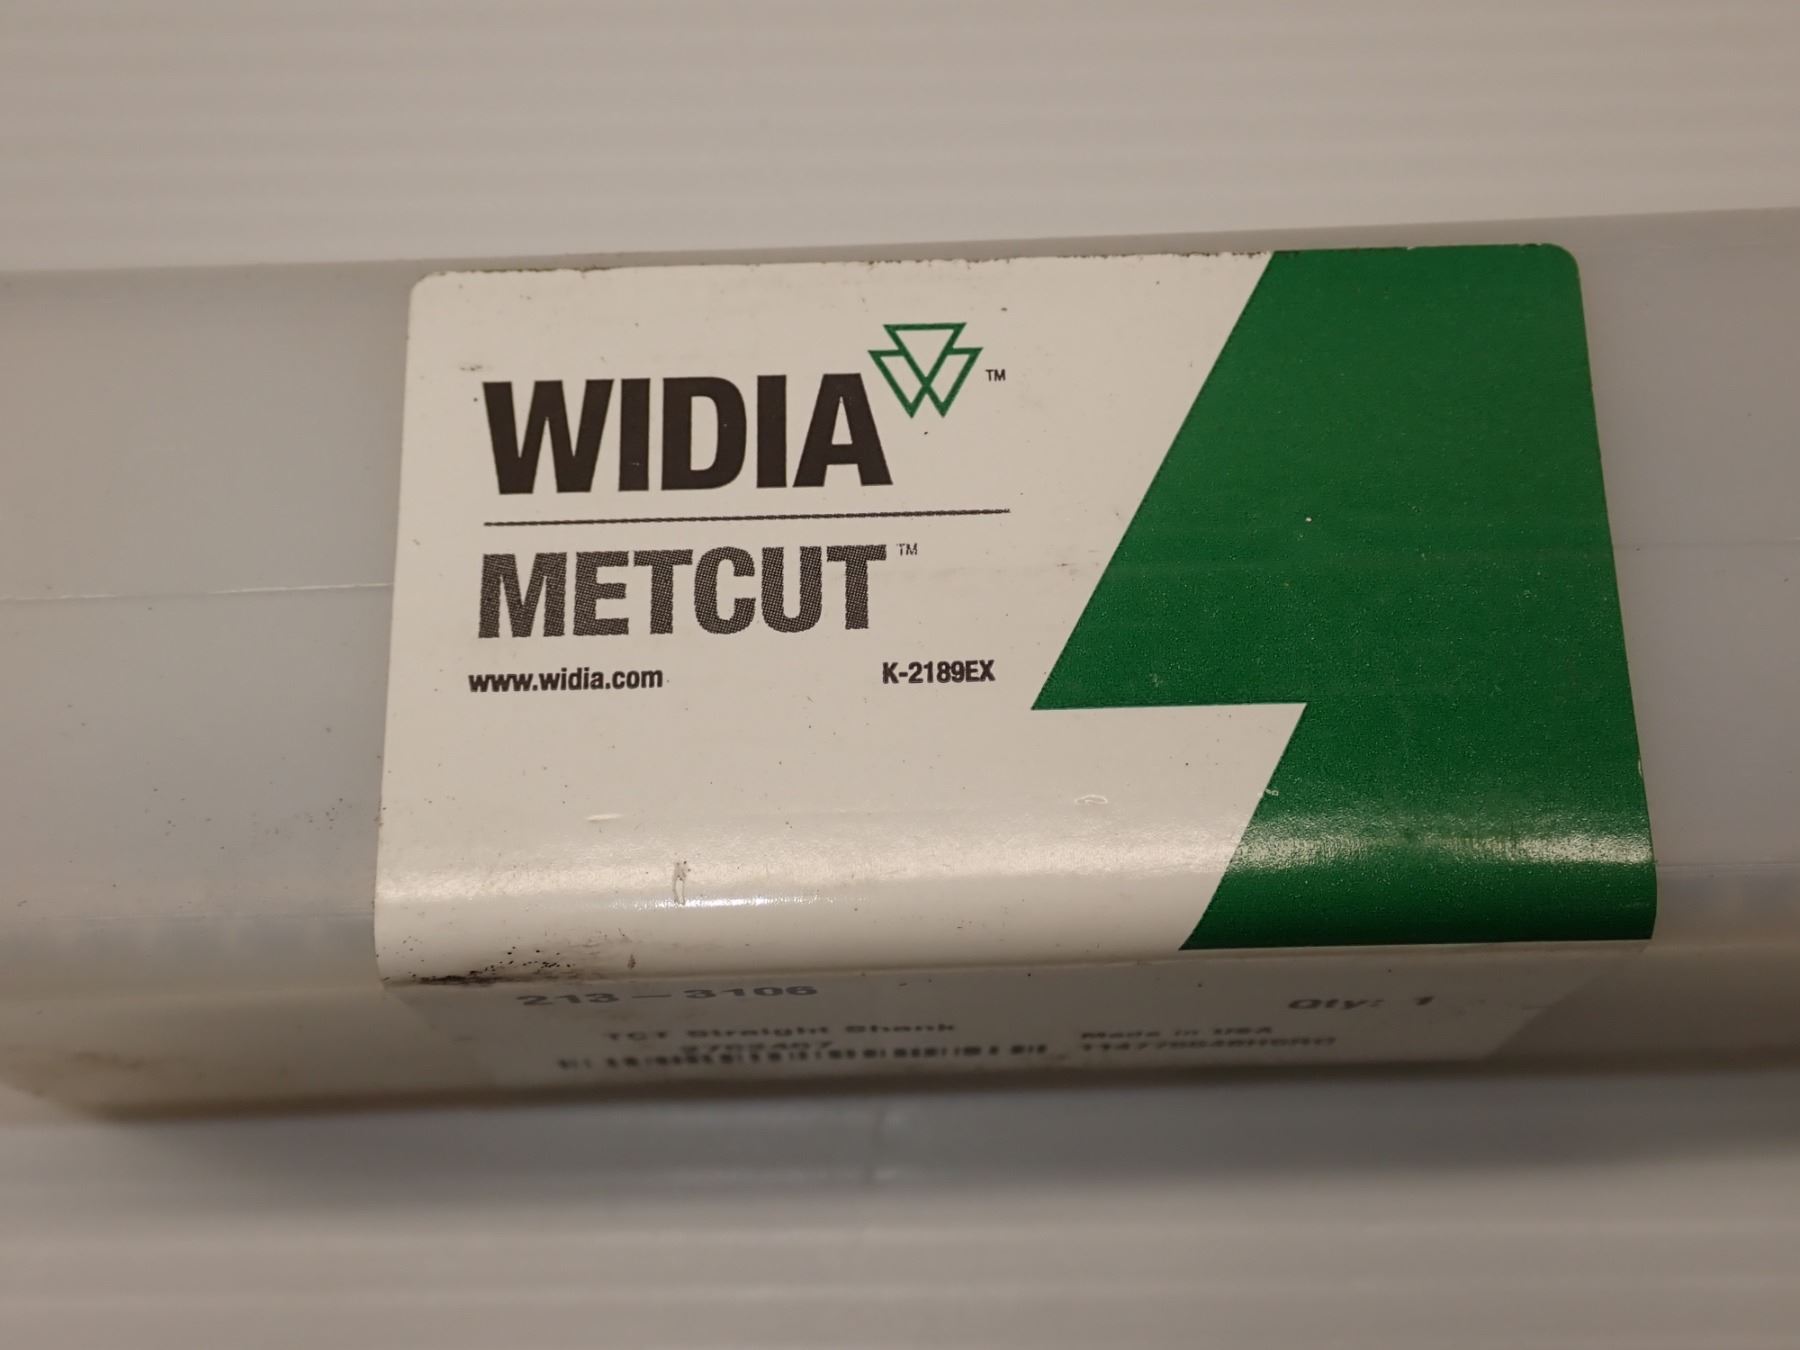 WIDIA™
METCUT™
www.widia.com K-2189EX
213-3106 Qty: 1
TCT Straight Shank Made in USA